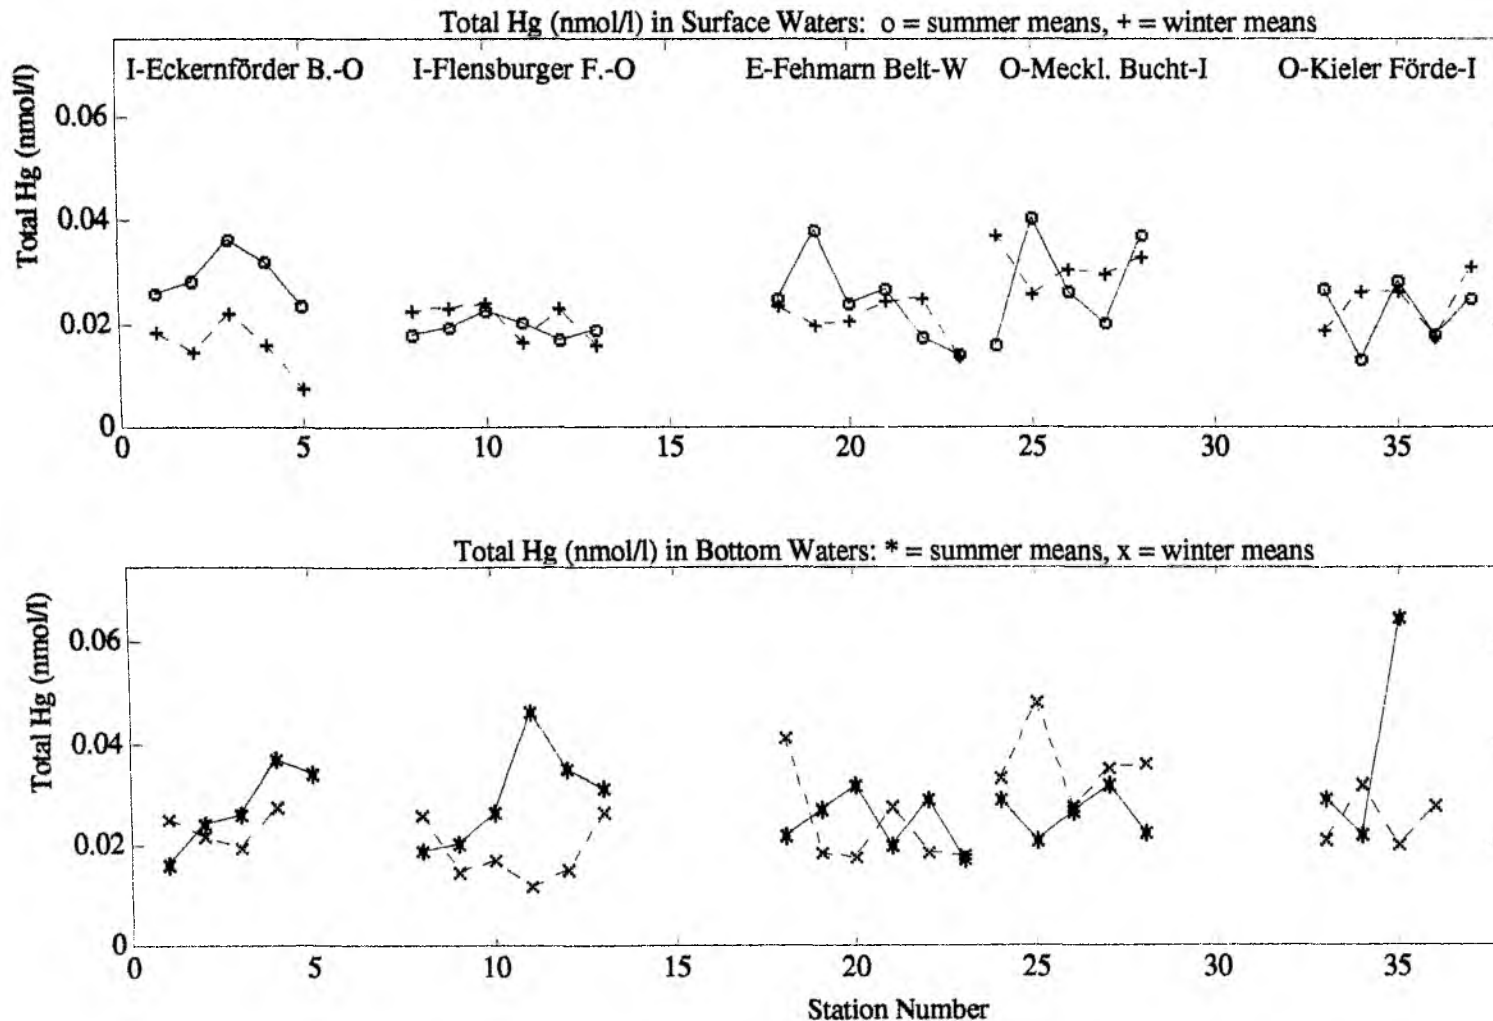 Total Hg (nmol/l) in Surface Waters: o = summer means, + = winter means
I-Eckernförder B.-O I-Flensburger F.-O E-Fehmarn Belt-W O-Meckl. Bucht-I O-Kieler Förde-I
Total Hg (nmol/l)
0.06
0.04
0.02
0
0 5 10 15 20 25 30 35
Total Hg (nmol/l) in Bottom Waters: * = summer means, x = winter means
Total Hg (nmol/l)
0.06
0.04
0.02
0
0 5 10 15 20 25 30 35
Station Number